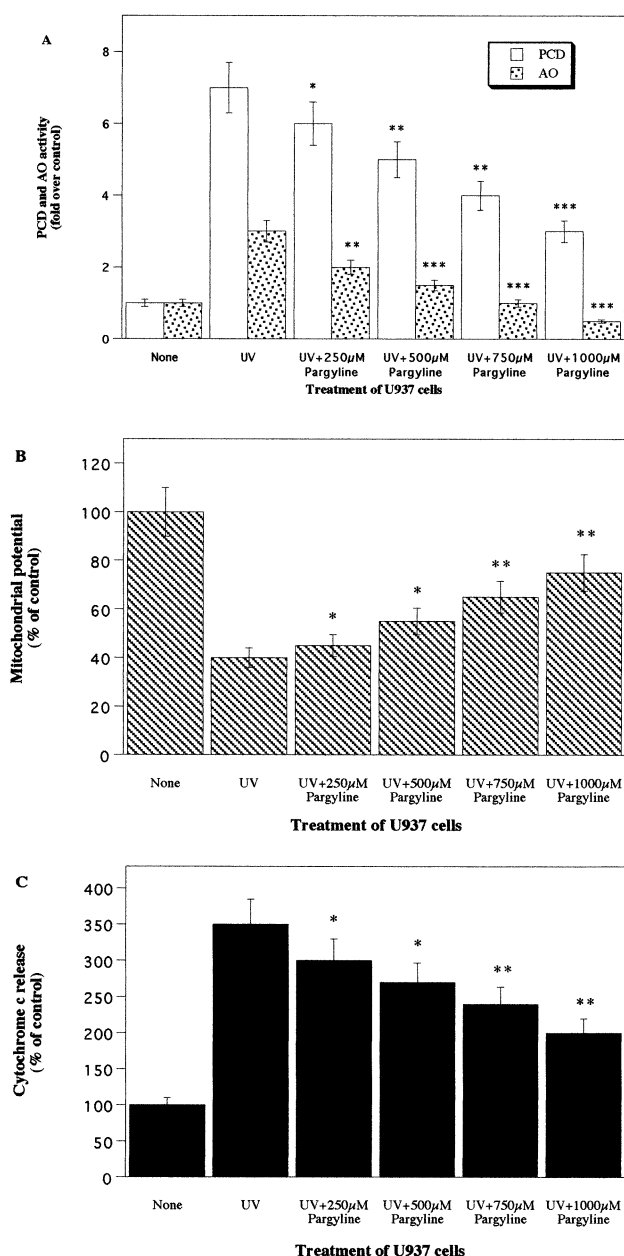 A
PCD and AO activity
(fold over control)
8
6
4
2
0
PCD
AO
*
**
**
***
**
***
***
***
None
UV
UV+250µM
Pargyline
UV+500µM
Pargyline
UV+750µM
Pargyline
UV+1000µM
Pargyline
Treatment of U937 cells
B
Mitochondrial potential
(% of control)
120
100
80
60
40
20
0
*
*
**
**
None
UV
UV+250µM
Pargyline
UV+500µM
Pargyline
UV+750µM
Pargyline
UV+1000µM
Pargyline
Treatment of U937 cells
C
Cytochrome c release
(% of control)
400
350
300
250
200
150
100
50
0
*
*
**
**
None
UV
UV+250µM
Pargyline
UV+500µM
Pargyline
UV+750µM
Pargyline
UV+1000µM
Pargyline
Treatment of U937 cells